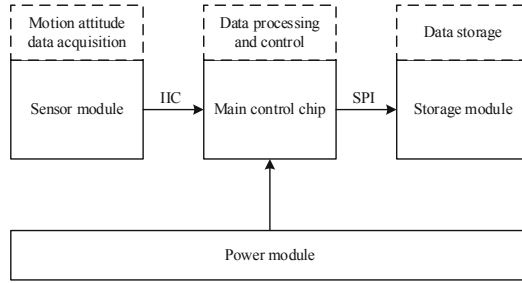 Motion attitude
data acquisition
Data processing
and control
Data storage
Sensor module
IIC
Main control chip
SPI
Storage module
Power module